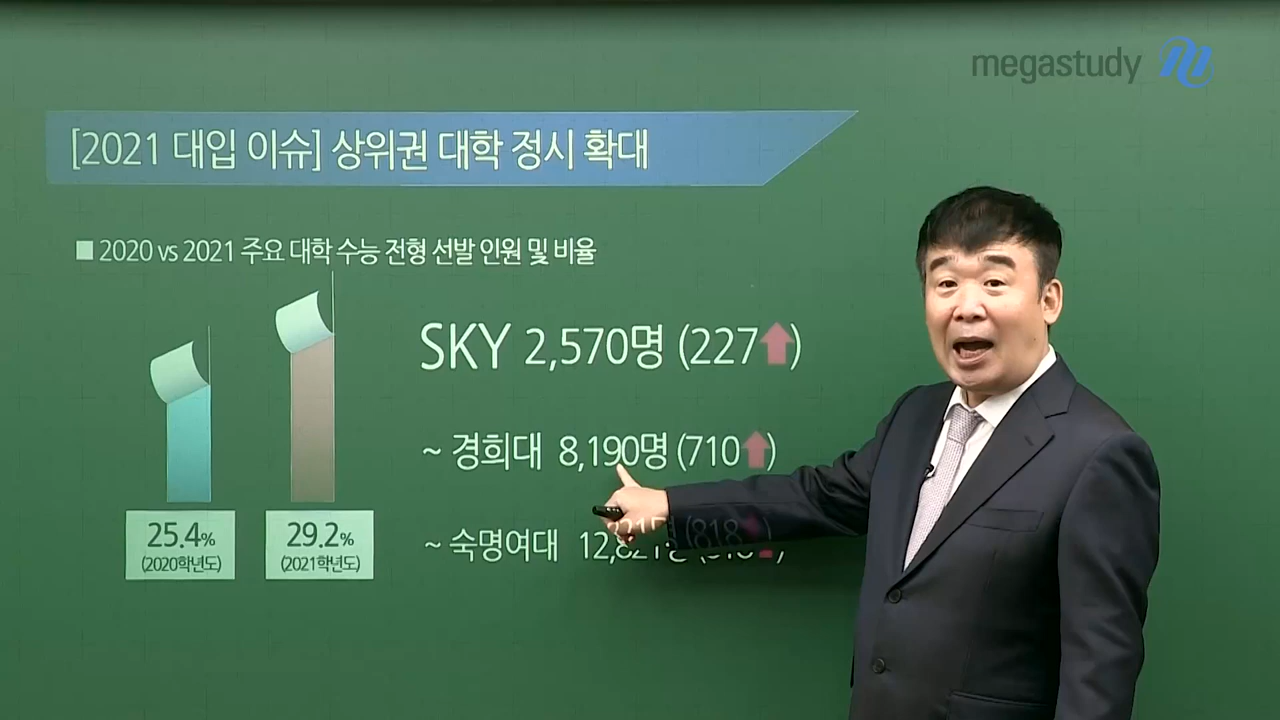 megastudy
[2021 대입 이슈] 상위권 대학 정시 확대
■ 2020 vs 2021 주요 대학 수능 전형 선발 인원 및 비율
SKY 2,570명 (227⬆)
~ 경희대 8,190명 (710⬆)
~ 숙명여대
25.4%
(2020학년도)
29.2%
(2021학년도)